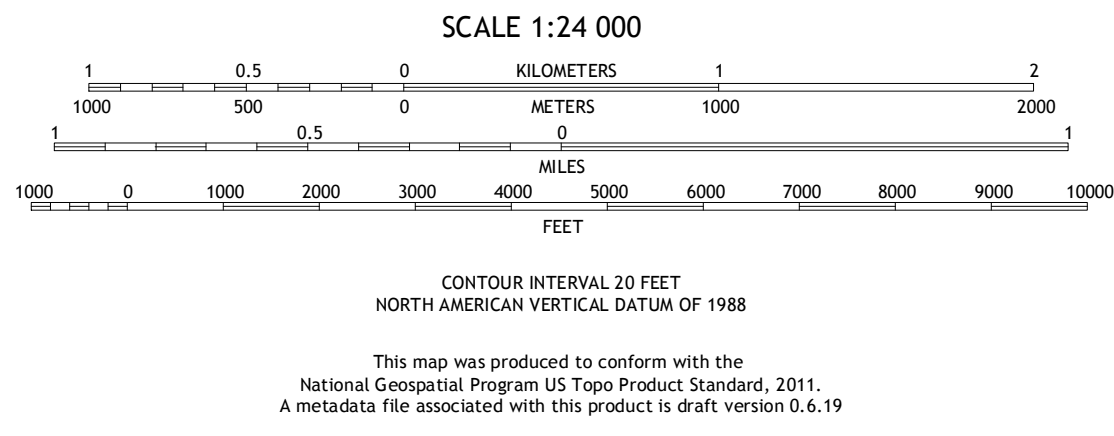 SCALE 1:24 000
1 0.5 0 KILOMETERS 1 2
1000 500 0 METERS 1000 2000
1 0.5 0 1
MILES
1000 0 1000 2000 3000 4000 5000 6000 7000 8000 9000 10000
FEET
CONTOUR INTERVAL 20 FEET
NORTH AMERICAN VERTICAL DATUM OF 1988
This map was produced to conform with the
National Geospatial Program US Topo Product Standard, 2011.
A metadata file associated with this product is draft version 0.6.19